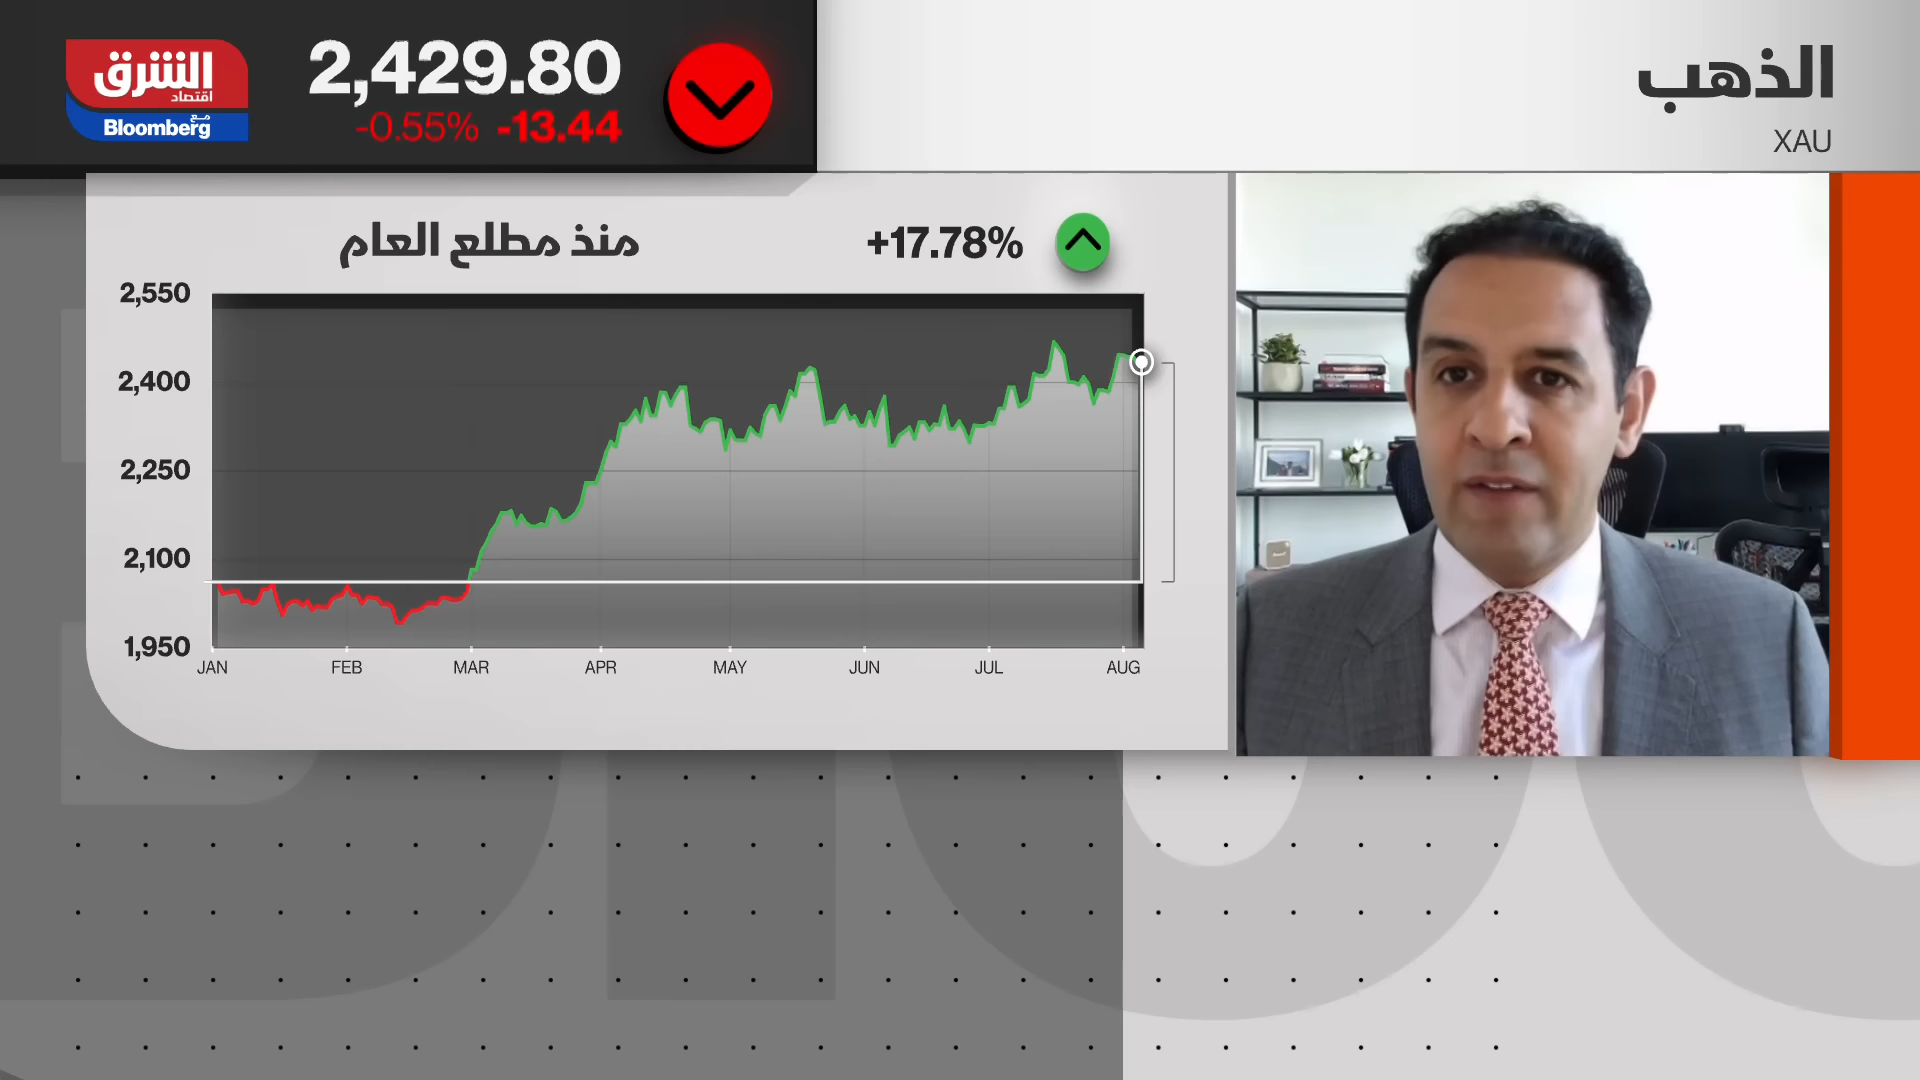 الشرق
اقتصاد
مع
Bloomberg
2,429.80
-0.55% -13.44
الذهب
XAU
منذ مطلع العام
+17.78%
2,550
2,400
2,250
2,100
1,950
JAN FEB MAR APR MAY JUN JUL AUG